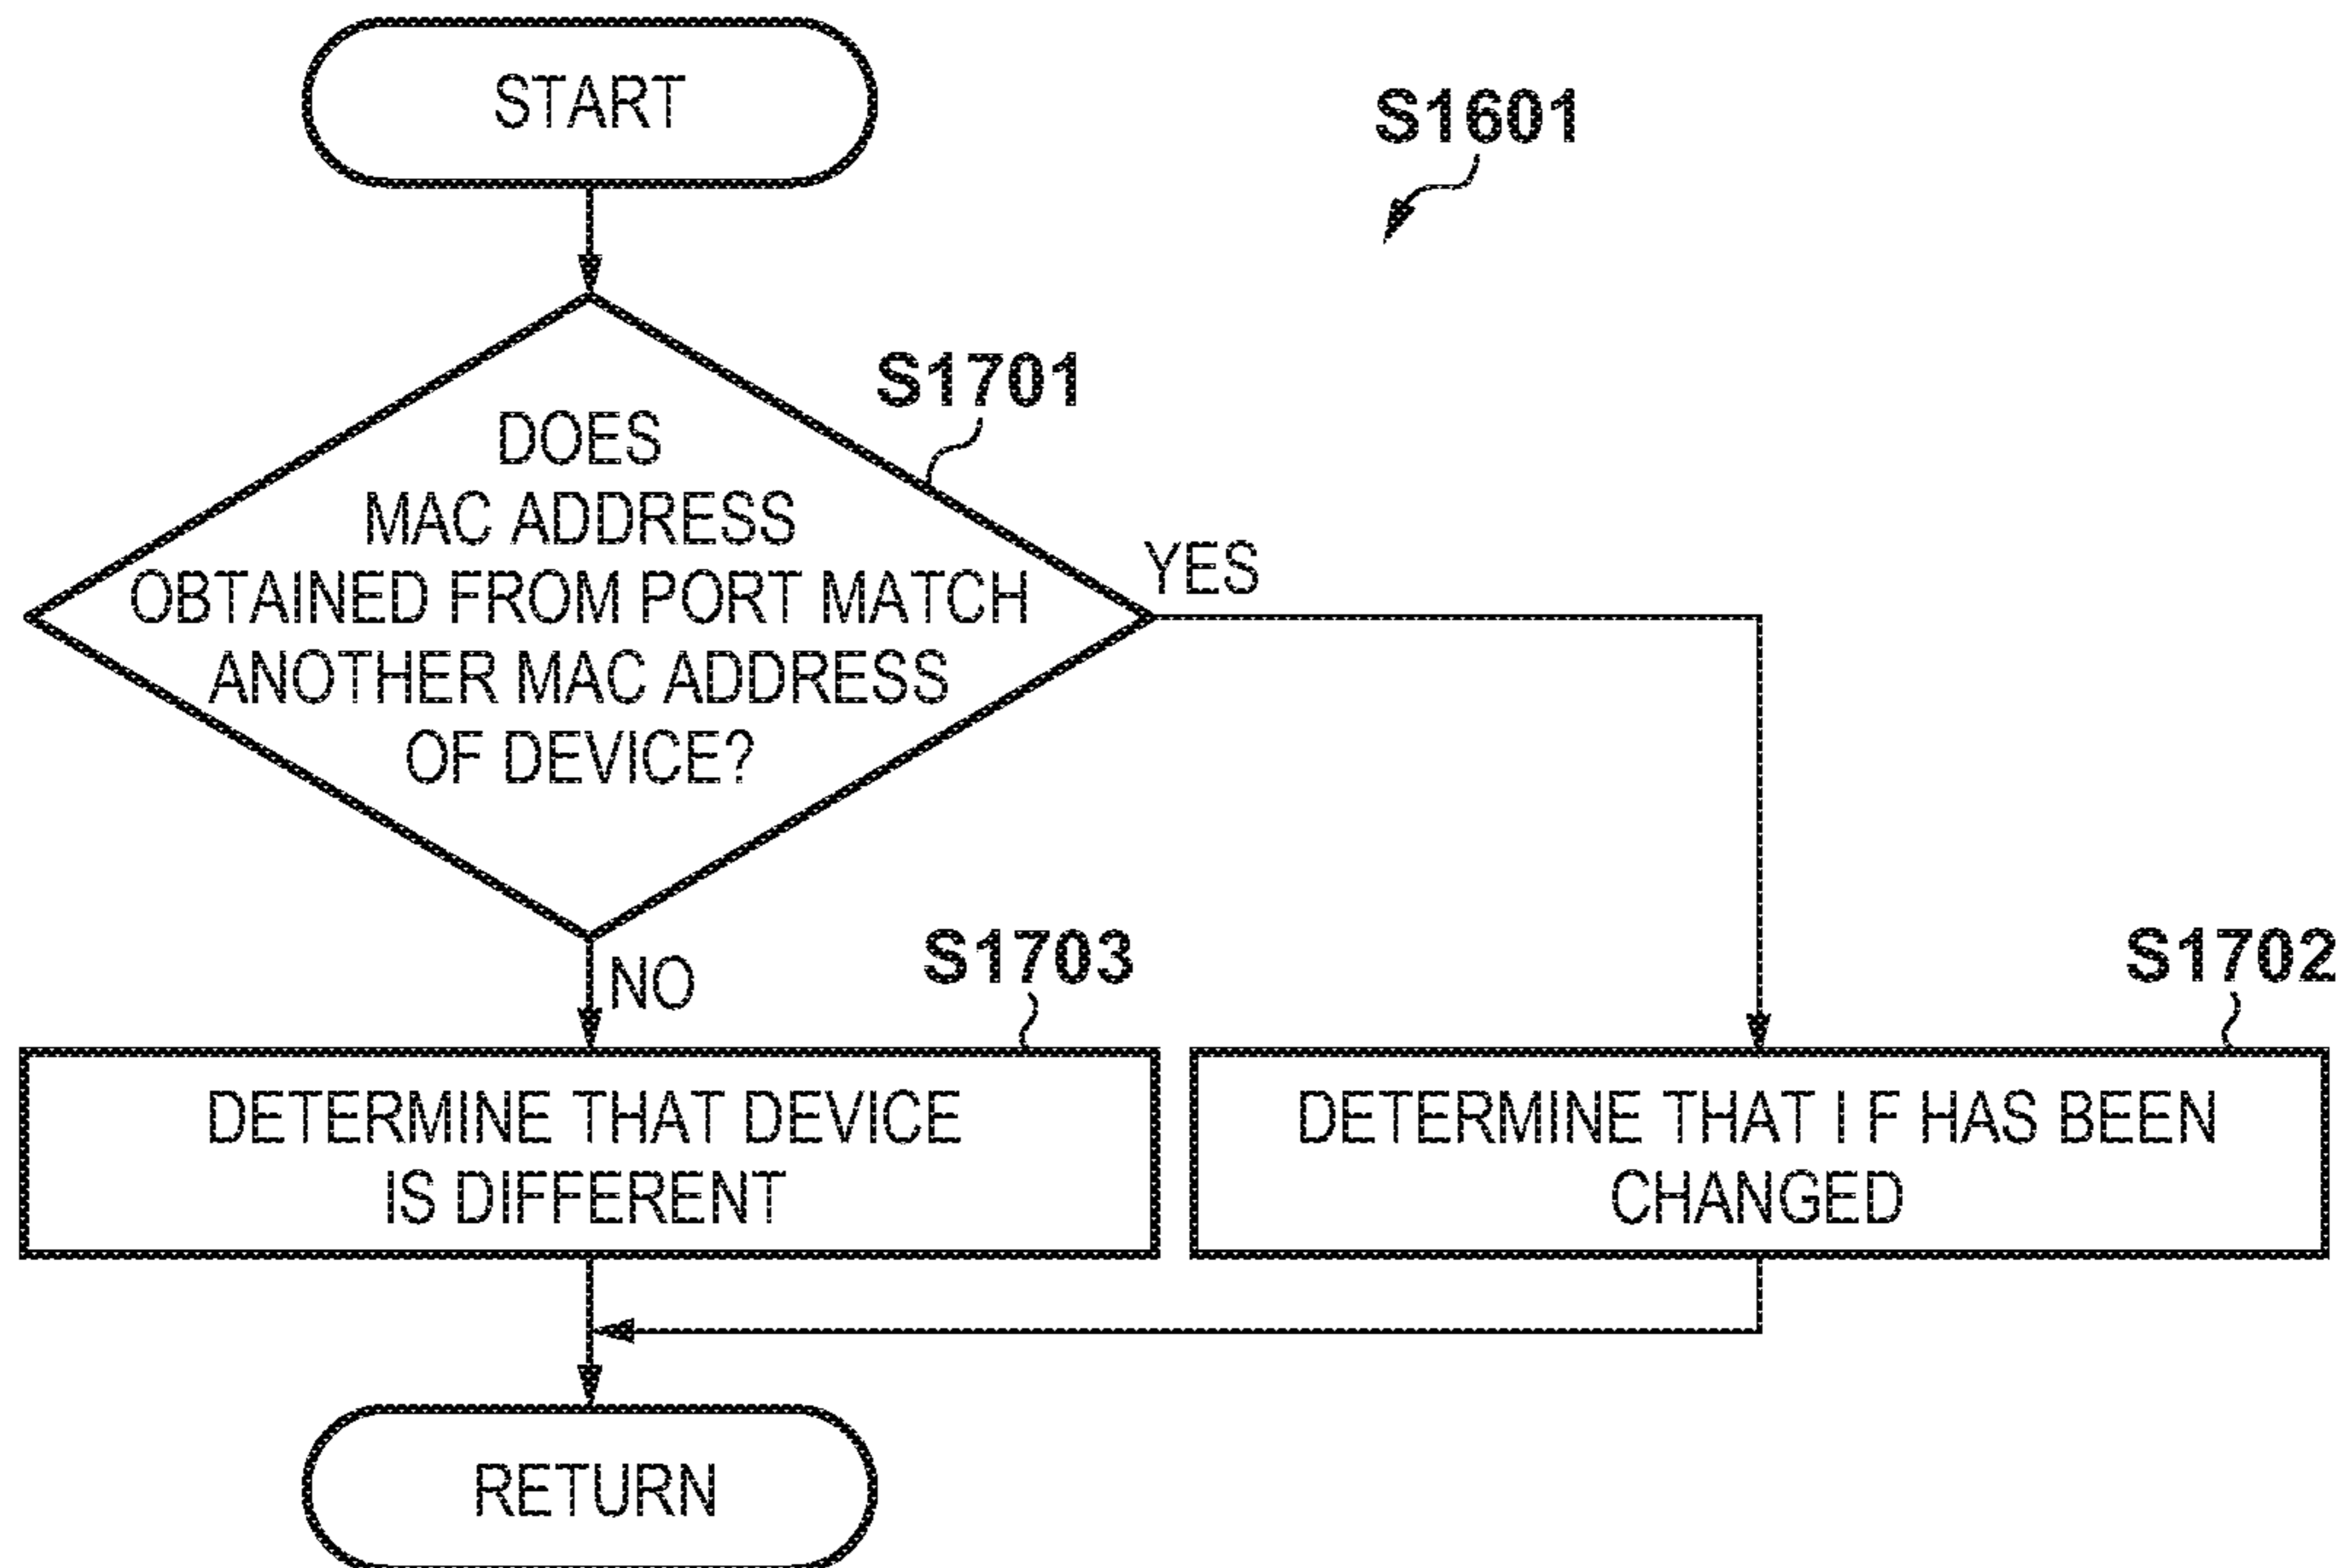 START
S1601
S1701
DOES
MAC ADDRESS
OBTAINED FROM PORT MATCH
ANOTHER MAC ADDRESS
OF DEVICE?
YES
NO
S1703
S1702
DETERMINE THAT DEVICE
IS DIFFERENT
DETERMINE THAT I F HAS BEEN
CHANGED
RETURN